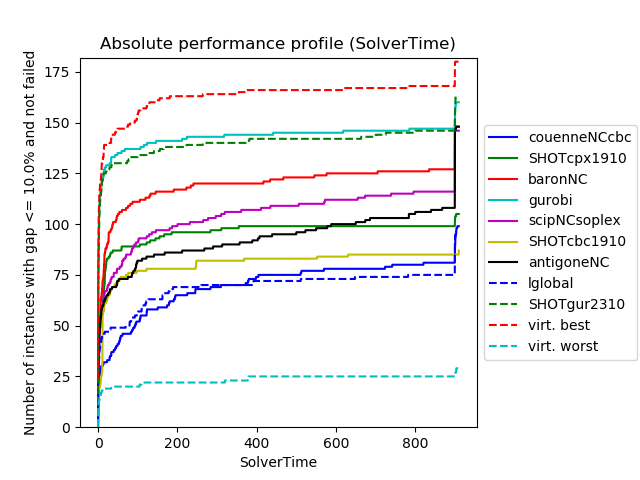 Absolute performance profile (SolverTime)
Number of instances with gap <= 10.0% and not failed
175
150
125
100
75
50
25
0
0 200 400 600 800
SolverTime
couenneNCcbc
SHOTcpx1910
baronNC
gurobi
scipNCsoplex
SHOTcbc1910
antigoneNC
lglobal
SHOTgur2310
virt. best
virt. worst